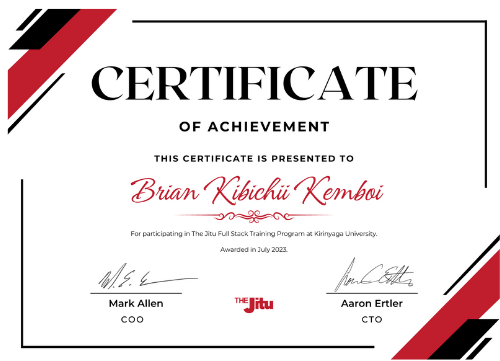 CERTIFICATE
OF ACHIEVEMENT
THIS CERTIFICATE IS PRESENTED TO
Brian Kibichii Kemboi
For participating in The Jitu Full Stack Training Program at Kirinyaga University.
Awarded in July 2023.
Mark Allen
COO
THE Jitu
Aaron Ertler
CTO